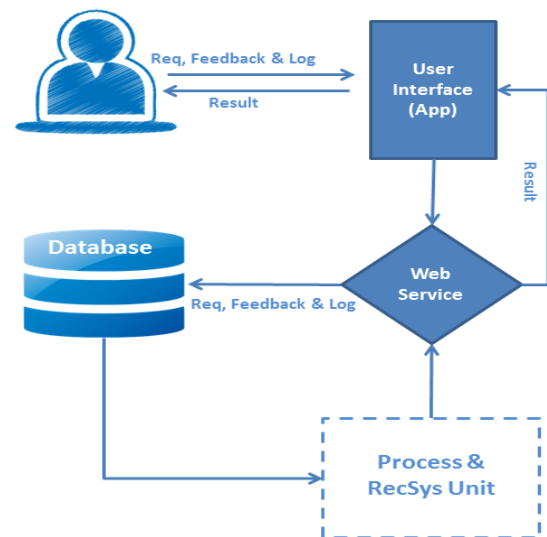 Req, Feedback & Log
Result
User
Interface
(App)
Result
Database
Web
Service
Req, Feedback & Log
Process &
RecSys Unit